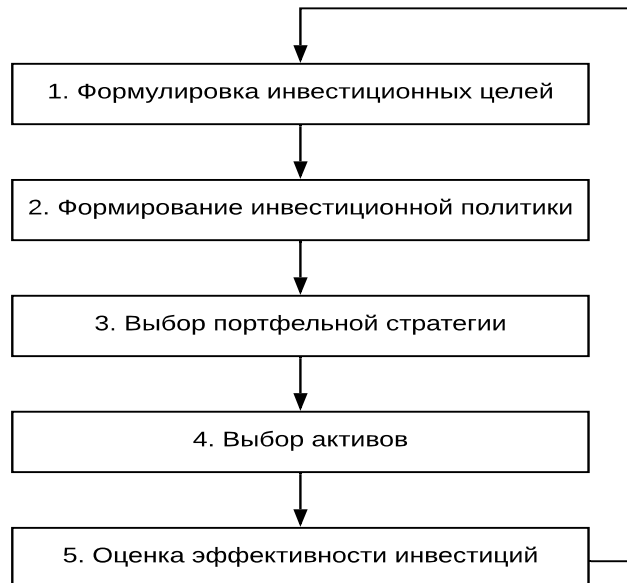 1. Формулировка инвестиционных целей
2. Формирование инвестиционной политики
3. Выбор портфельной стратегии
4. Выбор активов
5. Оценка эффективности инвестиций